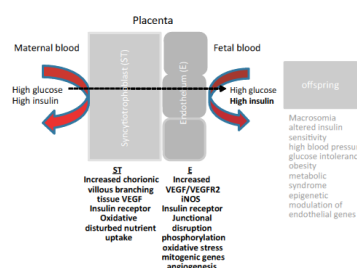 Placenta
Maternal blood
Fetal blood
Syncytiotrophoblast (ST)
Endothelium (E)
High glucose
High insulin
High glucose
High insulin
offspring
Macrosomia
altered insulin
sensitivity
high blood pressure
glucose intolerance
obesity
metabolic
syndrome
epigenetic
modulation of
endothelial genes
ST
Increased chorionic
villous branching
tissue VEGF
Insulin receptor
Oxidative
disturbed nutrient
uptake
E
Increased
VEGF/VEGFR2
iNOS
Insulin receptor
Junctional
disruption
phosphorylation
oxidative stress
mitogenic genes
angiogenesis